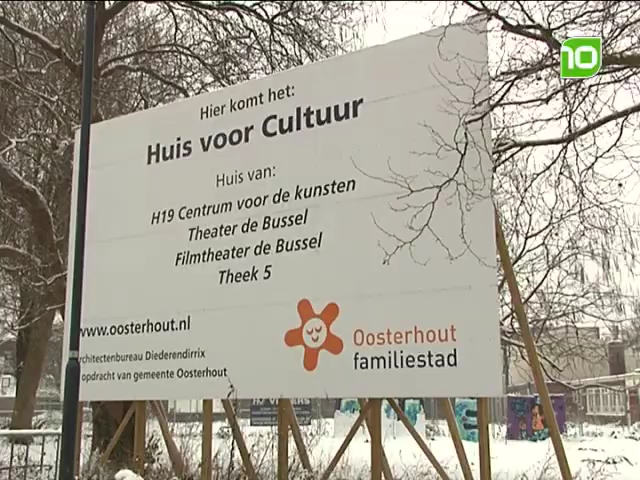 10
Hier komt het:
Huis voor Cultuur
Huis van:
H19 Centrum voor de kunsten
Theater de Bussel
Filmtheater de Bussel
Theek 5
www.oosterhout.nl
rchitectenbureau Diederendirrix
opdracht van gemeente Oosterhout
Oosterhout
familiestad